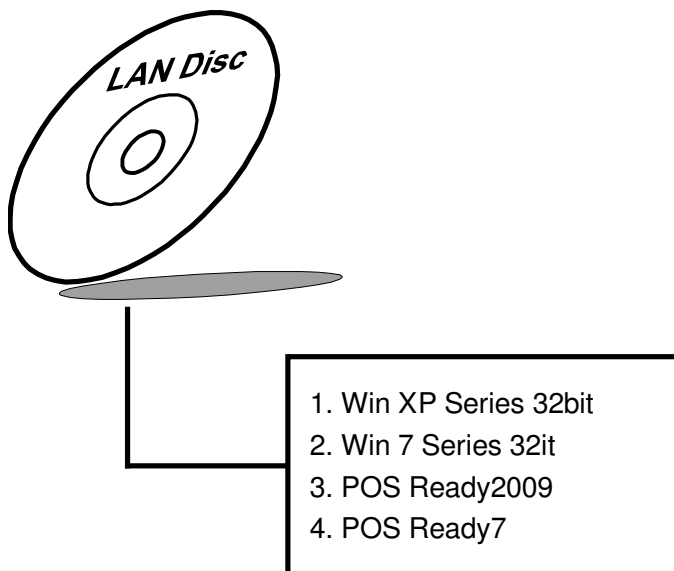 LAN Disc
1. Win XP Series 32bit
2. Win 7 Series 32it
3. POS Ready2009
4. POS Ready7